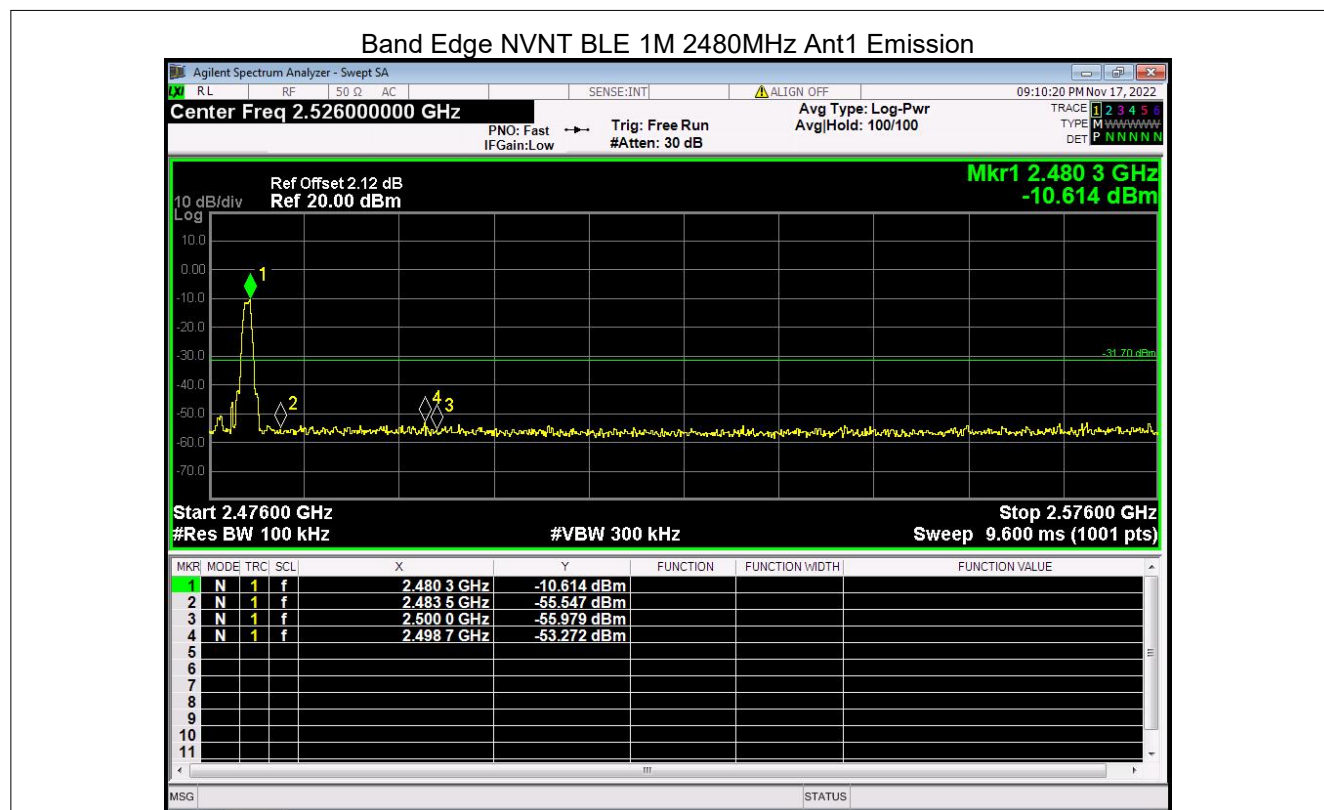 Band Edge NVNT BLE 1M 2480MHz Ant1 Emission
Agilent Spectrum Analyzer - Swept SA
LXI RL RF 50 Ω AC SENSE:INT ALIGN OFF 09:10:20 PM Nov 17, 2022
Center Freq 2.526000000 GHz Avg Type: Log-Pwr TRACE 1 2 3 4 5 6
PNO: Fast Trig: Free Run Avg|Hold: 100/100 TYPE M WWWWW
IFGain:Low #Atten: 30 dB DET P N N N N N
Mkr1 2.480 3 GHz
Ref Offset 2.12 dB
10 dB/div Ref 20.00 dBm -10.614 dBm
Log
10.0
0.00
1
-10.0
-20.0
-30.0
-31.70 dBm
-40.0
2 4 3
-50.0
-60.0
-70.0
Start 2.47600 GHz Stop 2.57600 GHz
#Res BW 100 kHz #VBW 300 kHz Sweep 9.600 ms (1001 pts)
MKR MODE TRC SCL X Y FUNCTION FUNCTION WIDTH FUNCTION VALUE
1 N 1 f 2.480 3 GHz -10.614 dBm
2 N 1 f 2.483 5 GHz -55.547 dBm
3 N 1 f 2.500 0 GHz -55.979 dBm
4 N 1 f 2.498 7 GHz -53.272 dBm
5
6
7
8
9
10
11
MSG STATUS